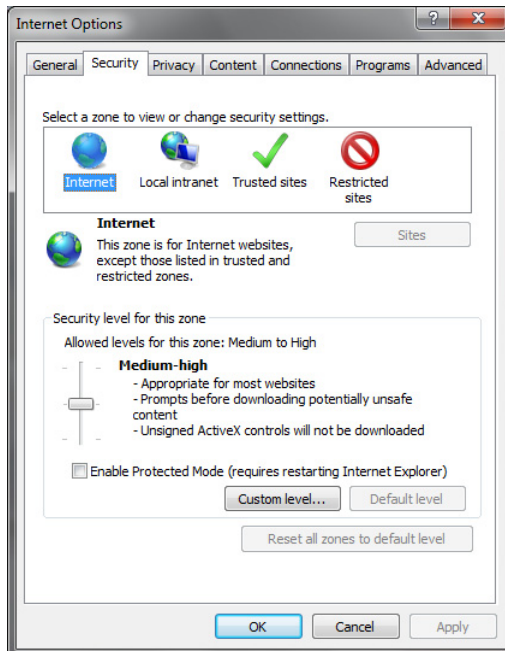 Internet Options
?
X
General Security Privacy Content Connections Programs Advanced
Select a zone to view or change security settings.
Internet Local intranet Trusted sites Restricted
sites
Internet
Sites
This zone is for Internet websites,
except those listed in trusted and
restricted zones.
Security level for this zone
Allowed levels for this zone: Medium to High
Medium-high
- Appropriate for most websites
- Prompts before downloading potentially unsafe
content
- Unsigned ActiveX controls will not be downloaded
Enable Protected Mode (requires restarting Internet Explorer)
Custom level... Default level
Reset all zones to default level
OK Cancel Apply